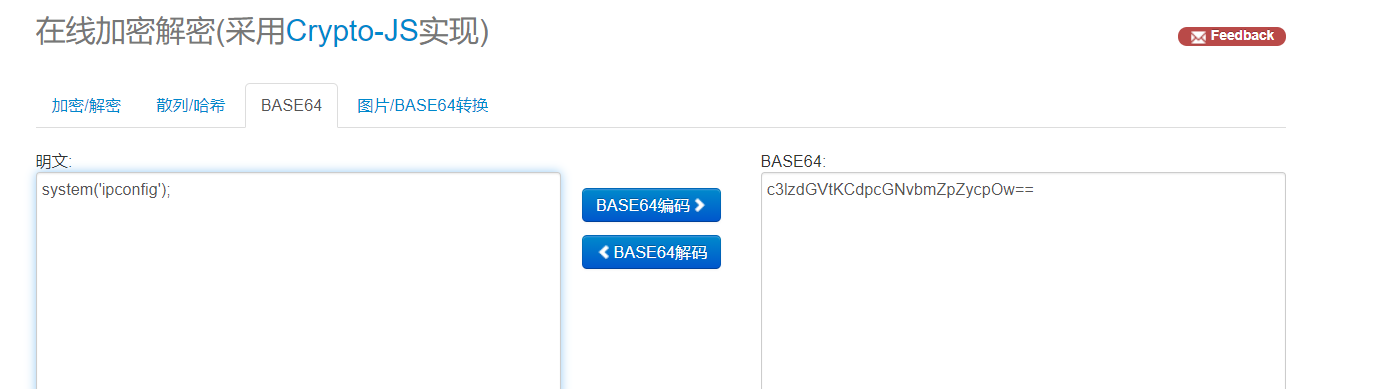 在线加密解密(采用Crypto-JS实现)
Feedback
加密/解密
散列/哈希
BASE64
图片/BASE64转换
明文:
BASE64:
system('ipconfig');
BASE64编码
c3lzdGVtKCdpcGNvbmZpZycpOw==
BASE64解码